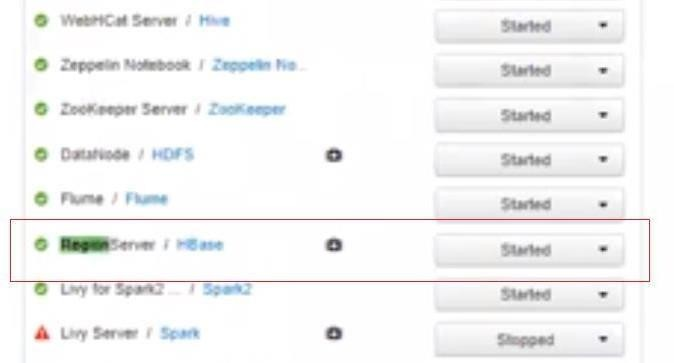 WebHCat Server / Hive Started
Zeppelin Notebook / Zeppelin No... Started
ZooKeeper Server / ZooKeeper Started
DataNode / HDFS Started
Flume / Flume Started
RegionServer / HBase Started
Livy for Spark2 ... / Spark2 Started
Livy Server / Spark Stopped